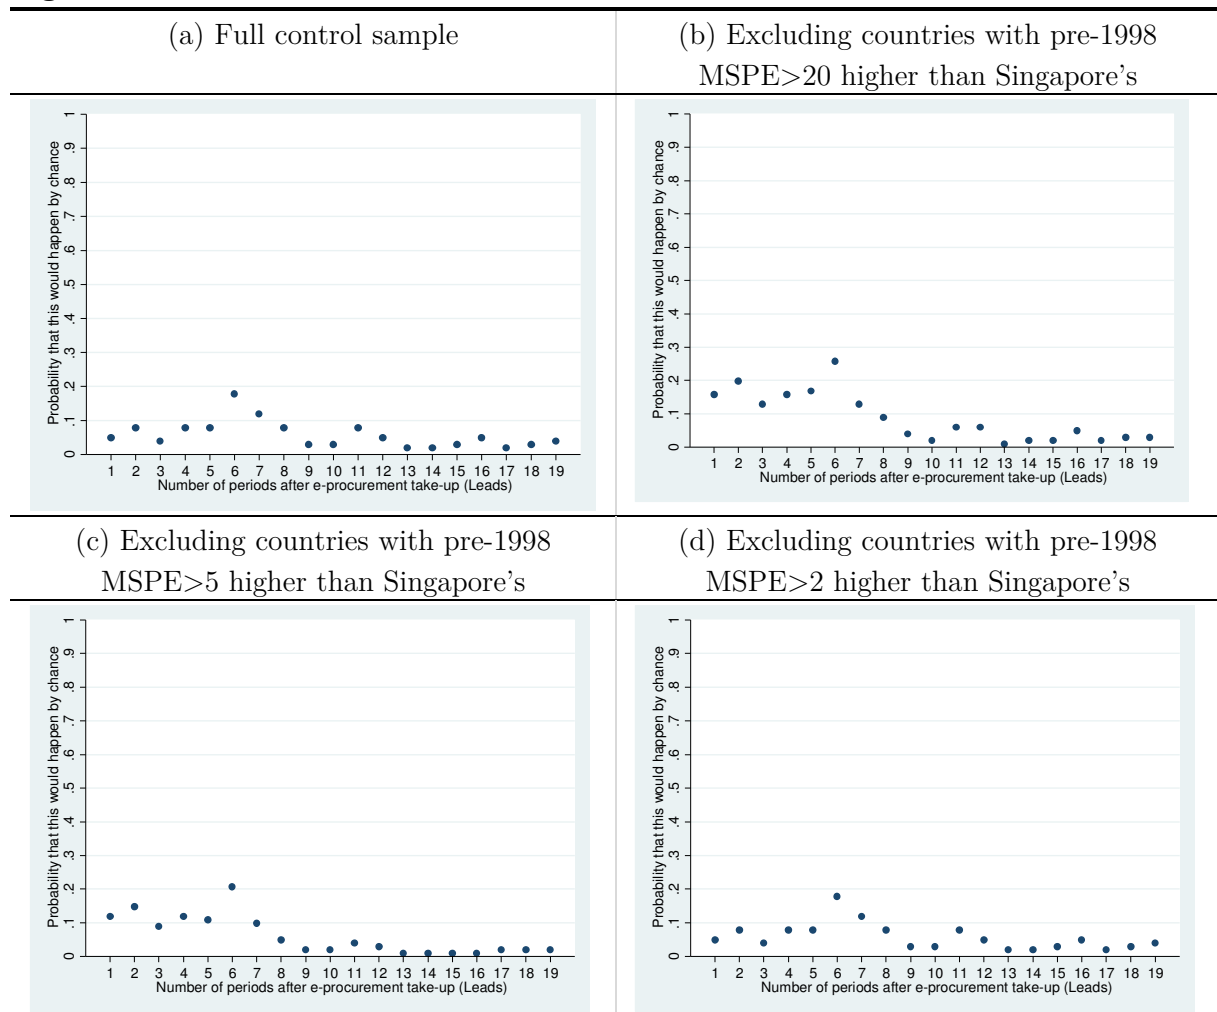 (a) Full control sample
(b) Excluding countries with pre-1998
MSPE>20 higher than Singapore's
Probability that this would happen by chance
0 .1 .2 .3 .4 .5 .6 .7 .8 .9 1
1 2 3 4 5 6 7 8 9 10 11 12 13 14 15 16 17 18 19
Number of periods after e-procurement take-up (Leads)
Probability that this would happen by chance
0 .1 .2 .3 .4 .5 .6 .7 .8 .9 1
1 2 3 4 5 6 7 8 9 10 11 12 13 14 15 16 17 18 19
Number of periods after e-procurement take-up (Leads)
(c) Excluding countries with pre-1998
MSPE>5 higher than Singapore's
(d) Excluding countries with pre-1998
MSPE>2 higher than Singapore's
Probability that this would happen by chance
0 .1 .2 .3 .4 .5 .6 .7 .8 .9 1
1 2 3 4 5 6 7 8 9 10 11 12 13 14 15 16 17 18 19
Number of periods after e-procurement take-up (Leads)
Probability that this would happen by chance
0 .1 .2 .3 .4 .5 .6 .7 .8 .9 1
1 2 3 4 5 6 7 8 9 10 11 12 13 14 15 16 17 18 19
Number of periods after e-procurement take-up (Leads)